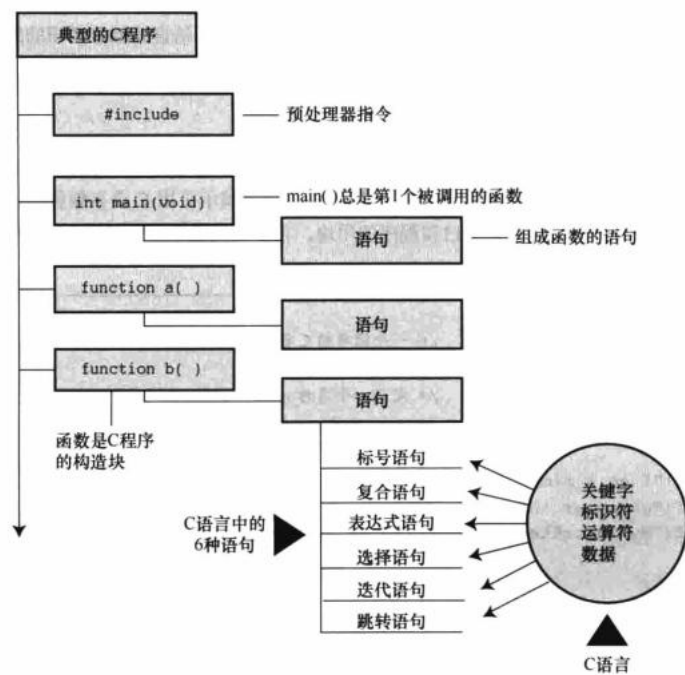 典型的C程序
#include
预处理器指令
int main(void)
main( )总是第1个被调用的函数
语句
组成函数的语句
function a( )
语句
function b( )
语句
函数是C程序
的构造块
标号语句
复合语句
表达式语句
选择语句
迭代语句
跳转语句
C语言中的
6种语句
关键字
标识符
运算符
数据
C语言